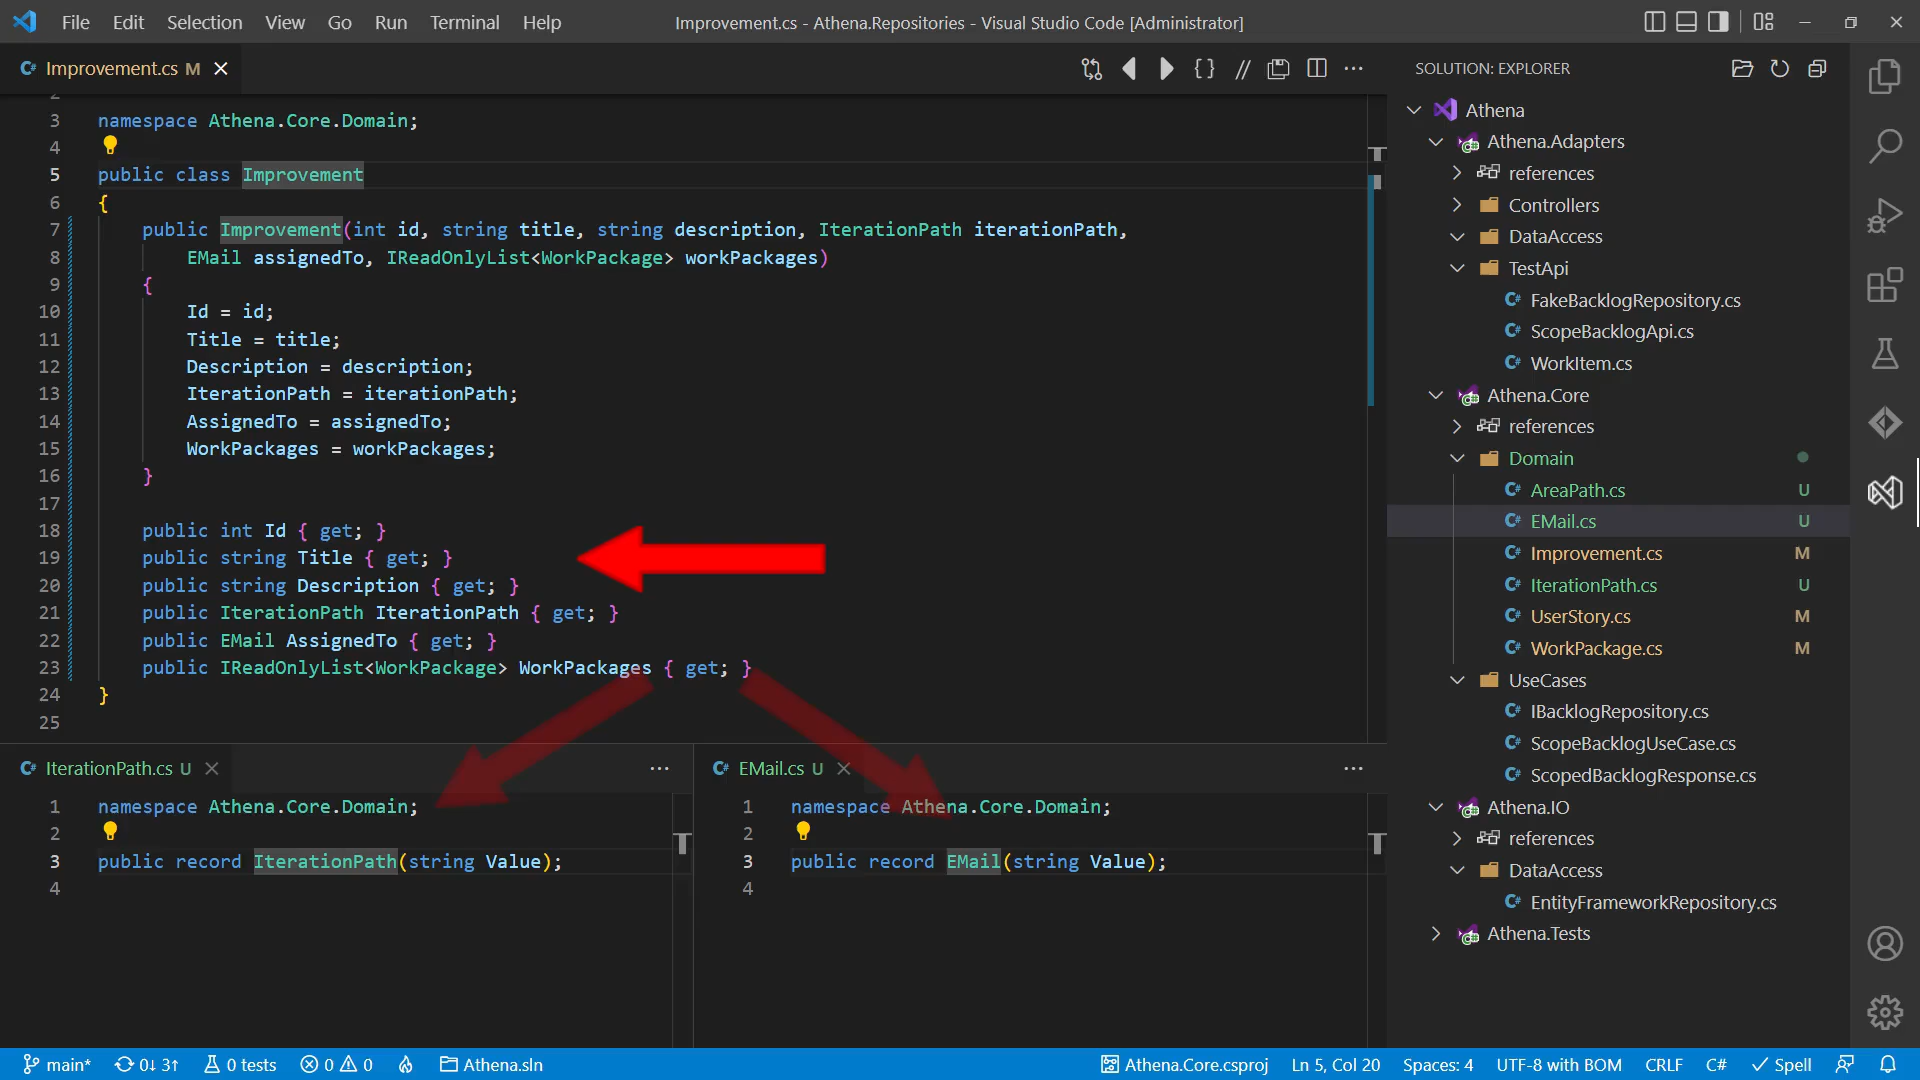 File Edit Selection View Go Run Terminal Help Improvement.cs - Athena.Repositories - Visual Studio Code [Administrator]
Improvement.cs M
3 namespace Athena.Core.Domain;
4
5 public class Improvement
6 {
7 public Improvement(int id, string title, string description, IterationPath iterationPath,
8 EMail assignedTo, IReadOnlyList<WorkPackage> workPackages)
9 {
10 Id = id;
11 Title = title;
12 Description = description;
13 IterationPath = iterationPath;
14 AssignedTo = assignedTo;
15 WorkPackages = workPackages;
16 }
17
18 public int Id { get; }
19 public string Title { get; }
20 public string Description { get; }
21 public IterationPath IterationPath { get; }
22 public EMail AssignedTo { get; }
23 public IReadOnlyList<WorkPackage> WorkPackages { get; }
24 }
25
IterationPath.cs U
1 namespace Athena.Core.Domain;
2
3 public record IterationPath(string Value);
4
EMail.cs U
1 namespace Athena.Core.Domain;
2
3 public record EMail(string Value);
4
SOLUTION: EXPLORER
Athena
Athena.Adapters
references
Controllers
DataAccess
TestApi
C# FakeBacklogRepository.cs
C# ScopeBacklogApi.cs
C# WorkItem.cs
Athena.Core
references
Domain
C# AreaPath.cs U
C# EMail.cs U
C# Improvement.cs M
C# IterationPath.cs U
C# UserStory.cs M
C# WorkPackage.cs M
UseCases
C# IBacklogRepository.cs
C# ScopeBacklogUseCase.cs
C# ScopedBacklogResponse.cs
Athena.IO
references
DataAccess
C# EntityFrameworkRepository.cs
Athena.Tests
main* 0↓ 3↑ 0 tests 0 0 Athena.sln Athena.Core.csproj Ln 5, Col 20 Spaces: 4 UTF-8 with BOM CRLF C# Spell